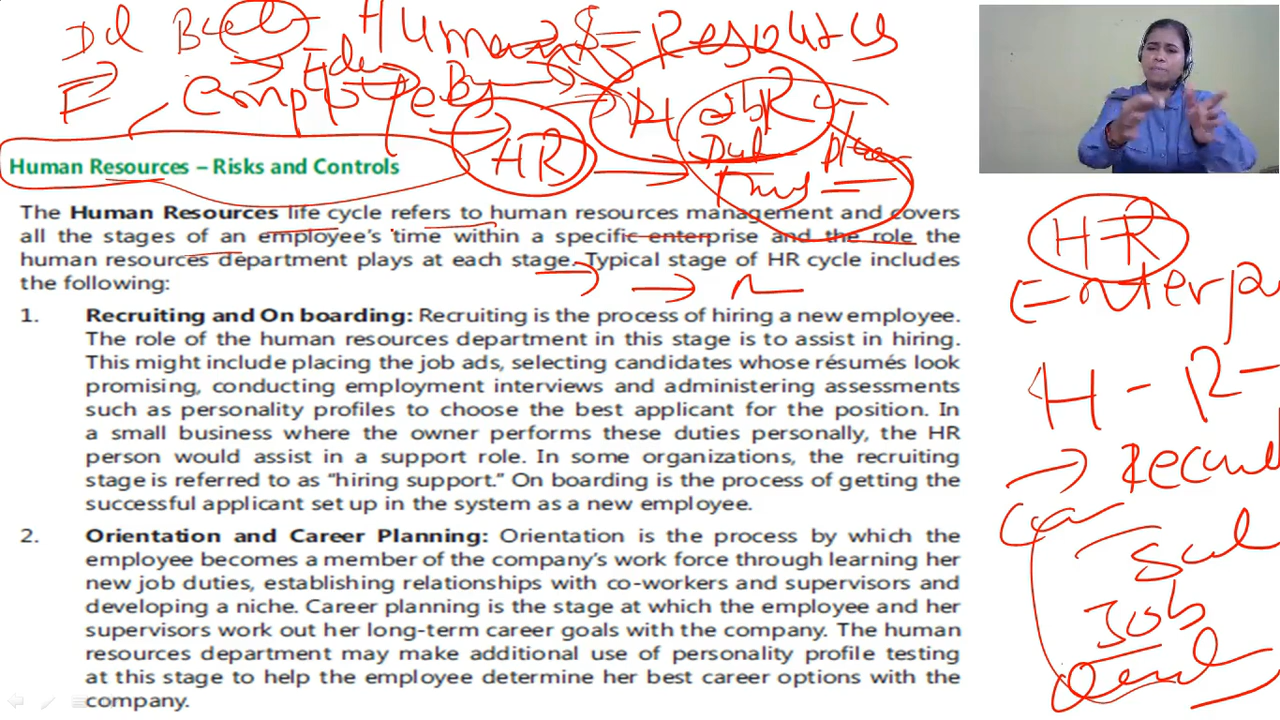 Human Resources
employee
HR
Human Resources – Risks and Controls
The Human Resources life cycle refers to human resources management and covers
all the stages of an employee’s time within a specific enterprise and the role the
human resources department plays at each stage. Typical stage of HR cycle includes
the following:
1. Recruiting and On boarding: Recruiting is the process of hiring a new employee.
The role of the human resources department in this stage is to assist in hiring.
This might include placing the job ads, selecting candidates whose résumés look
promising, conducting employment interviews and administering assessments
such as personality profiles to choose the best applicant for the position. In
a small business where the owner performs these duties personally, the HR
person would assist in a support role. In some organizations, the recruiting
stage is referred to as “hiring support.” On boarding is the process of getting the
successful applicant set up in the system as a new employee.
2. Orientation and Career Planning: Orientation is the process by which the
employee becomes a member of the company’s work force through learning her
new job duties, establishing relationships with co-workers and supervisors and
developing a niche. Career planning is the stage at which the employee and her
supervisors work out her long-term career goals with the company. The human
resources department may make additional use of personality profile testing
at this stage to help the employee determine her best career options with the
company.
H-R
H - R -
Job